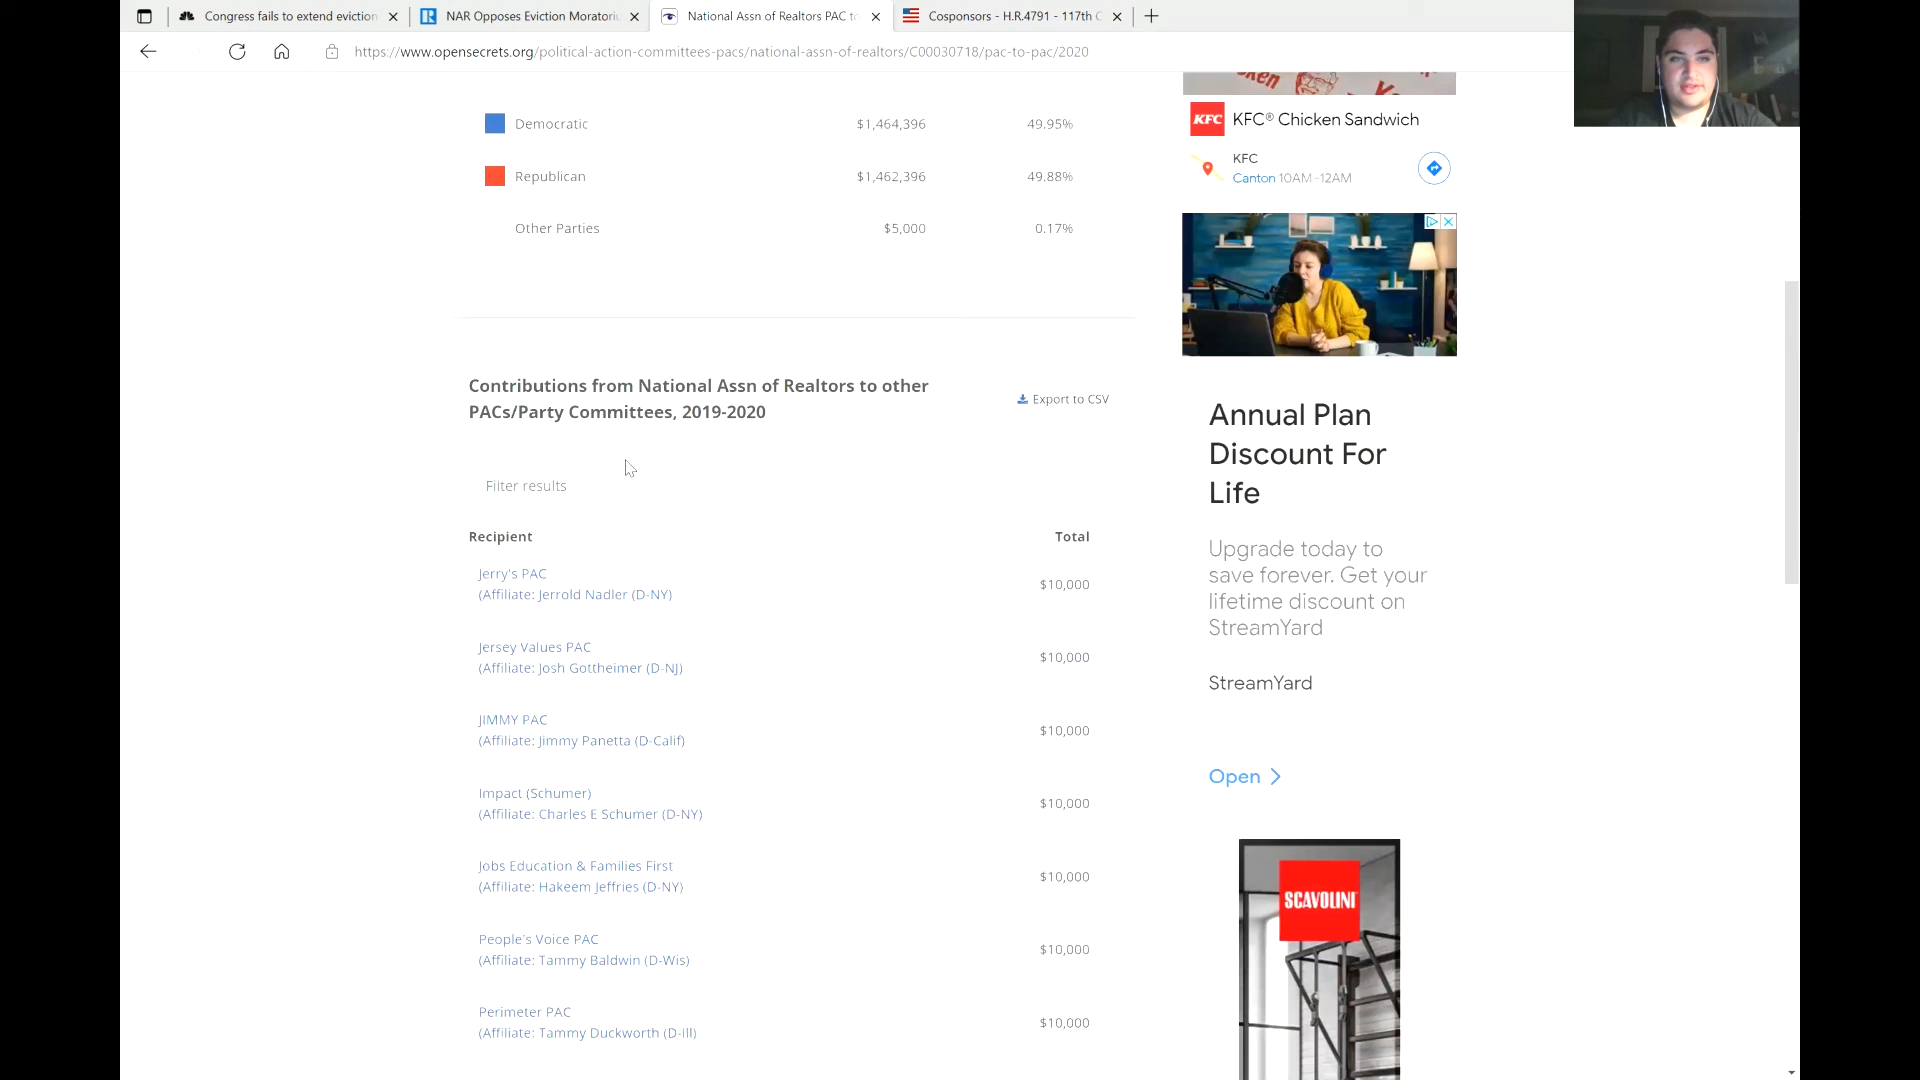 Congress fails to extend eviction
NAR Opposes Eviction Moratoriu
National Assn of Realtors PAC to
Cosponsors - H.R.4791 - 117th C
https://www.opensecrets.org/political-action-committees-pacs/national-assn-of-realtors/C00030718/pac-to-pac/2020
Democratic $1,464,396 49.95%
Republican $1,462,396 49.88%
Other Parties $5,000 0.17%
Contributions from National Assn of Realtors to other
PACs/Party Committees, 2019-2020
Export to CSV
Filter results
Recipient Total
Jerry's PAC
(Affiliate: Jerrold Nadler (D-NY)
$10,000
Jersey Values PAC
(Affiliate: Josh Gottheimer (D-NJ)
$10,000
JIMMY PAC
(Affiliate: Jimmy Panetta (D-Calif)
$10,000
Impact (Schumer)
(Affiliate: Charles E Schumer (D-NY)
$10,000
Jobs Education & Families First
(Affiliate: Hakeem Jeffries (D-NY)
$10,000
People's Voice PAC
(Affiliate: Tammy Baldwin (D-Wis)
$10,000
Perimeter PAC
(Affiliate: Tammy Duckworth (D-Ill)
$10,000
KFC
KFC® Chicken Sandwich
KFC
Canton 10AM–12AM
Annual Plan
Discount For
Life
Upgrade today to
save forever. Get your
lifetime discount on
StreamYard
StreamYard
Open
SCAVOLINI